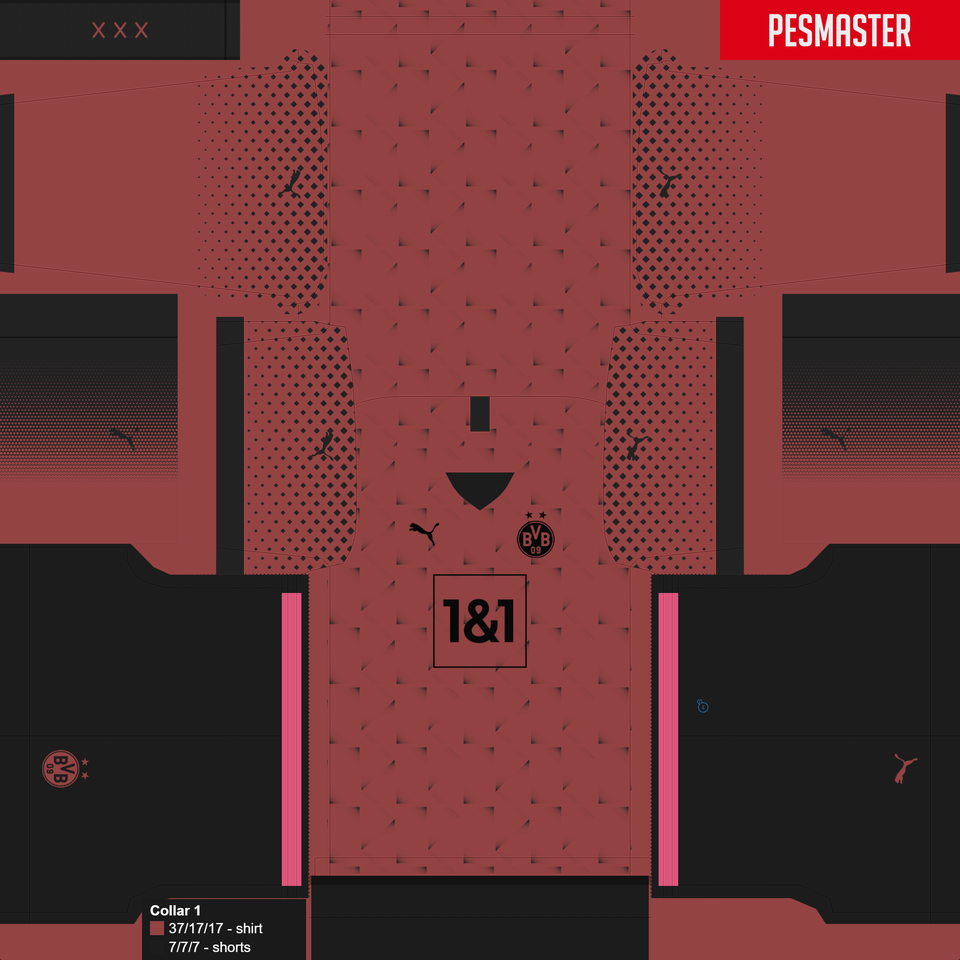 XXX
PESMASTER
BVB
09
1&1
BVB
09
Collar 1
37/17/17 - shirt
7/7/7 - shorts